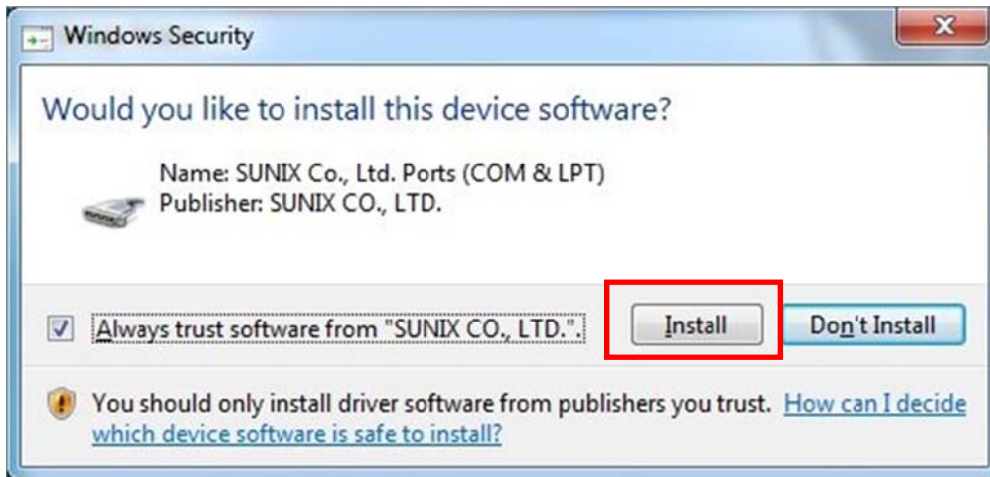 Windows Security
Would you like to install this device software?
Name: SUNIX Co., Ltd. Ports (COM & LPT)
Publisher: SUNIX CO., LTD.
Always trust software from "SUNIX CO., LTD.".
Install
Don't Install
You should only install driver software from publishers you trust. How can I decide
which device software is safe to install?